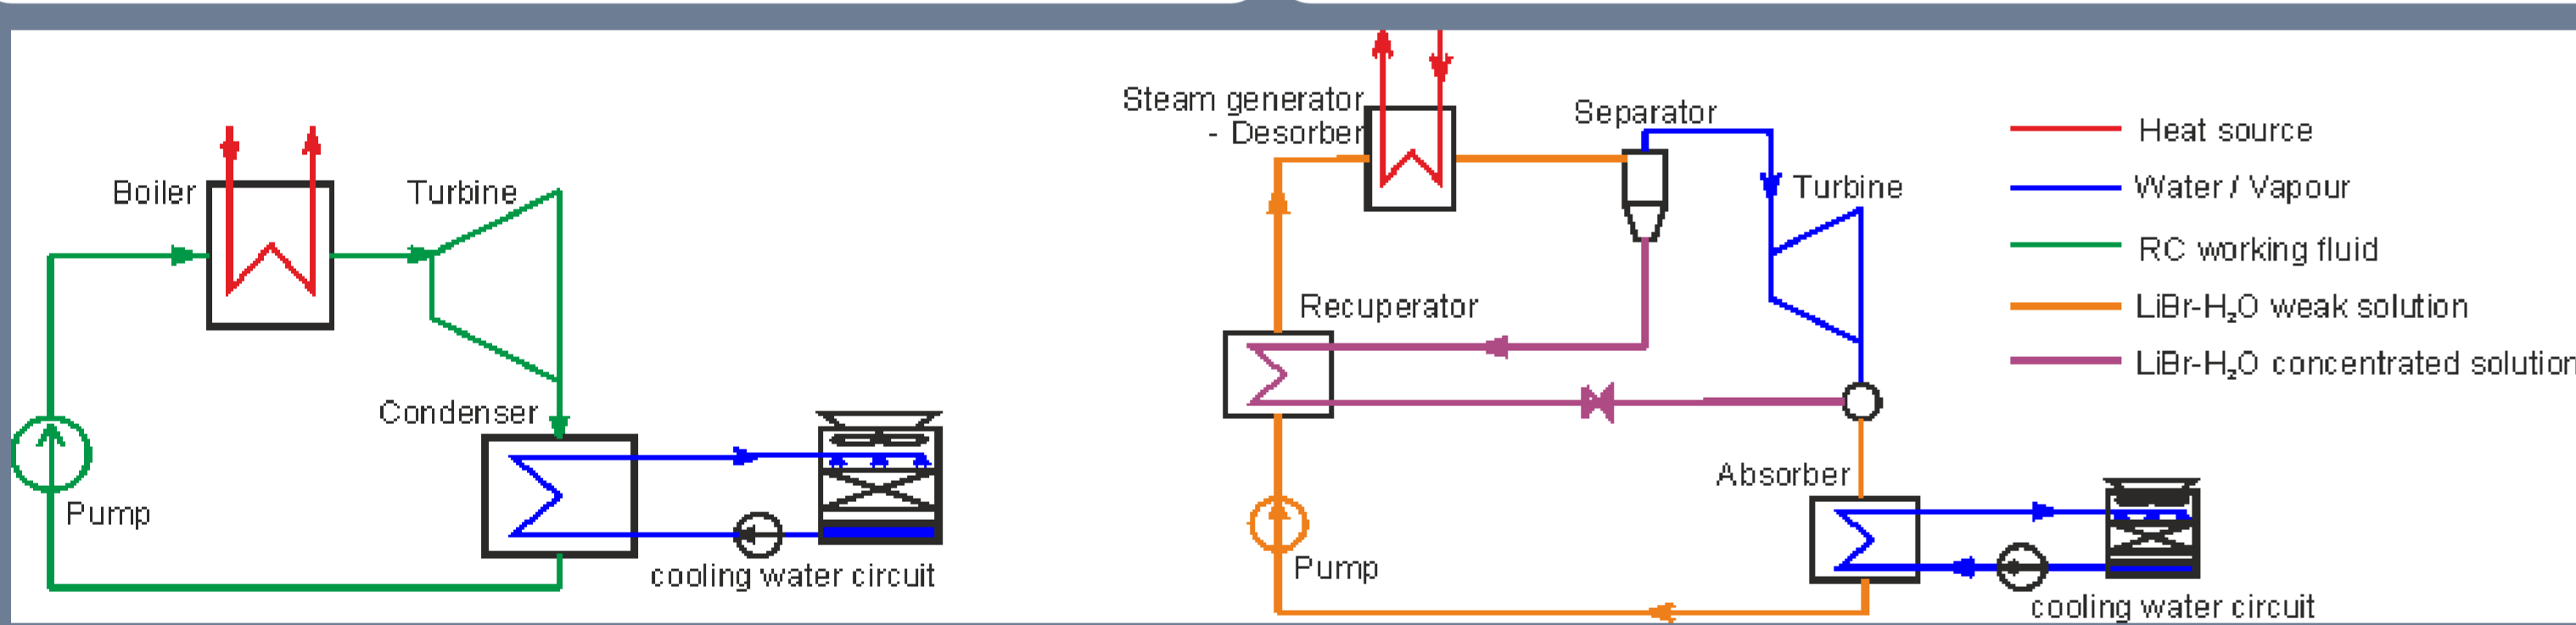 Boiler
Turbine
Condenser
Pump
cooling water circuit
Steam generator
- Desorber
Separator
Turbine
Recuperator
Absorber
Pump
cooling water circuit
Heat source
Water / Vapour
RC working fluid
LiBr-H₂O weak solution
LiBr-H₂O concentrated solution